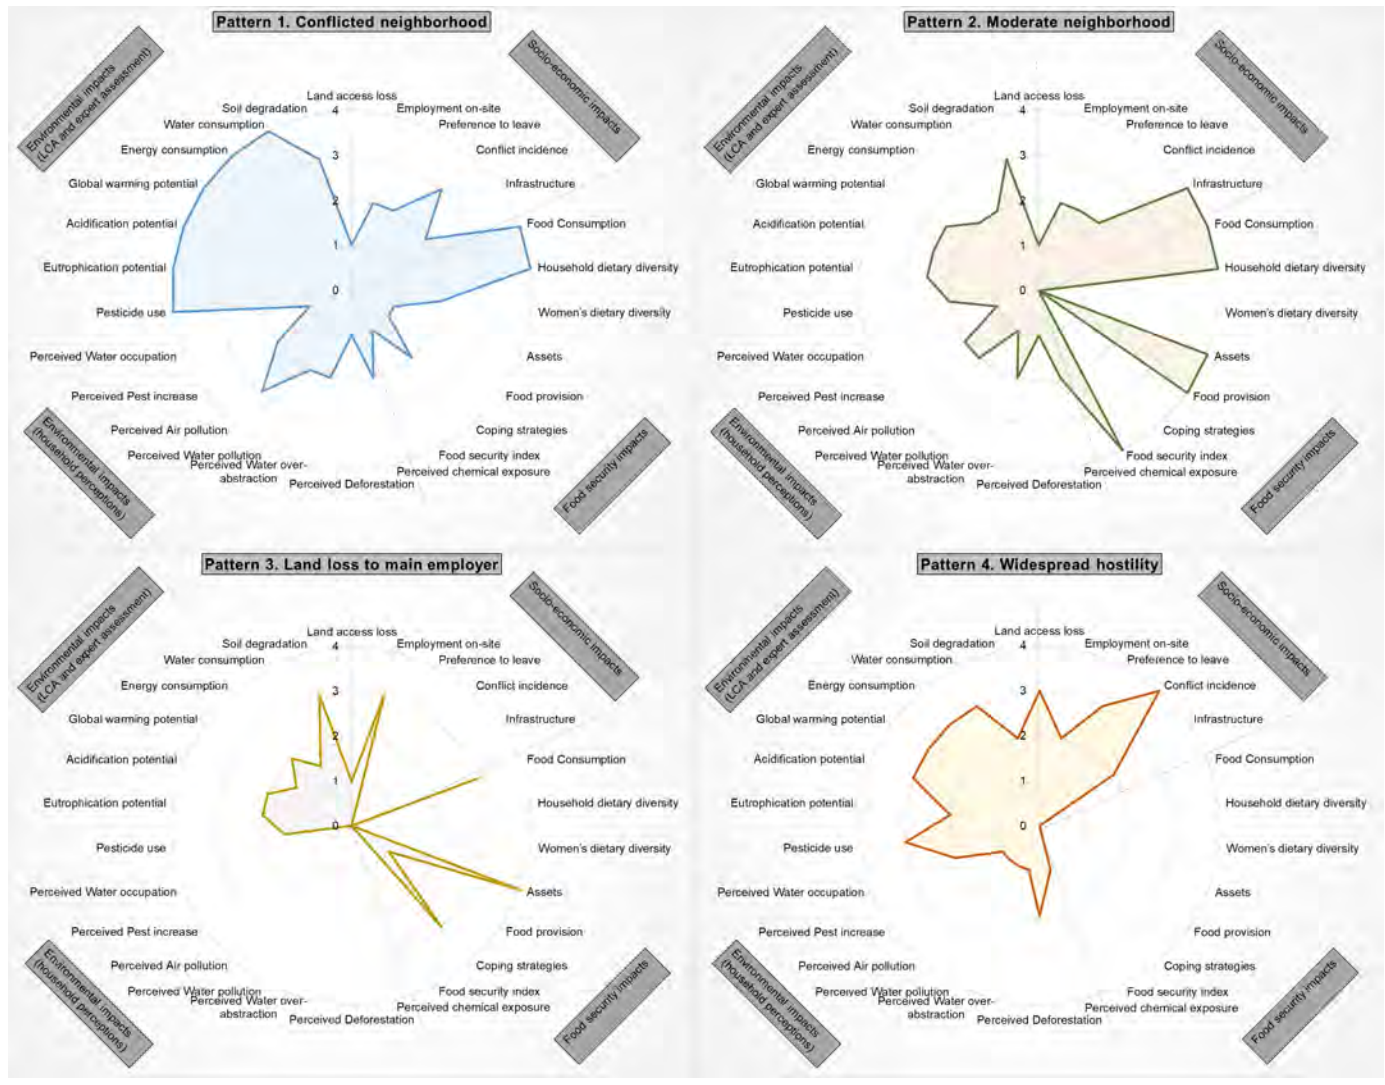 Pattern 1. Conflicted neighborhood
Environmental impacts
(LCA and expert assessment)
Socio-economic impacts
Land access loss
Soil degradation
Employment on-site
Water consumption
Preference to leave
Energy consumption
Conflict incidence
Global warming potential
Infrastructure
Acidification potential
Food Consumption
Eutrophication potential
Household dietary diversity
Pesticide use
Women's dietary diversity
Perceived Water occupation
Assets
Perceived Pest increase
Food provision
Perceived Air pollution
Coping strategies
Perceived Water pollution
Food security index
Perceived Water over-
abstraction
Perceived chemical exposure
Perceived Deforestation
4
3
2
1
0
Environmental impacts
(household perceptions)
Food security impacts
Pattern 2. Moderate neighborhood
Environmental impacts
(LCA and expert assessment)
Socio-economic impacts
Land access loss
Soil degradation
Employment on-site
Water consumption
Preference to leave
Energy consumption
Conflict incidence
Global warming potential
Infrastructure
Acidification potential
Food Consumption
Eutrophication potential
Household dietary diversity
Pesticide use
Women's dietary diversity
Perceived Water occupation
Assets
Perceived Pest increase
Food provision
Perceived Air pollution
Coping strategies
Perceived Water pollution
Food security index
Perceived Water over-
abstraction
Perceived chemical exposure
Perceived Deforestation
4
3
2
1
0
Environmental impacts
(household perceptions)
Food security impacts
Pattern 3. Land loss to main employer
Environmental impacts
(LCA and expert assessment)
Socio-economic impacts
Land access loss
Soil degradation
Employment on-site
Water consumption
Preference to leave
Energy consumption
Conflict incidence
Global warming potential
Infrastructure
Acidification potential
Food Consumption
Eutrophication potential
Household dietary diversity
Pesticide use
Women's dietary diversity
Perceived Water occupation
Assets
Perceived Pest increase
Food provision
Perceived Air pollution
Coping strategies
Perceived Water pollution
Food security index
Perceived Water over-
abstraction
Perceived chemical exposure
Perceived Deforestation
4
3
2
1
0
Environmental impacts
(household perceptions)
Food security impacts
Pattern 4. Widespread hostility
Environmental impacts
(LCA and expert assessment)
Socio-economic impacts
Land access loss
Soil degradation
Employment on-site
Water consumption
Preference to leave
Energy consumption
Conflict incidence
Global warming potential
Infrastructure
Acidification potential
Food Consumption
Eutrophication potential
Household dietary diversity
Pesticide use
Women's dietary diversity
Perceived Water occupation
Assets
Perceived Pest increase
Food provision
Perceived Air pollution
Coping strategies
Perceived Water pollution
Food security index
Perceived Water over-
abstraction
Perceived chemical exposure
Perceived Deforestation
4
3
2
1
0
Environmental impacts
(household perceptions)
Food security impacts